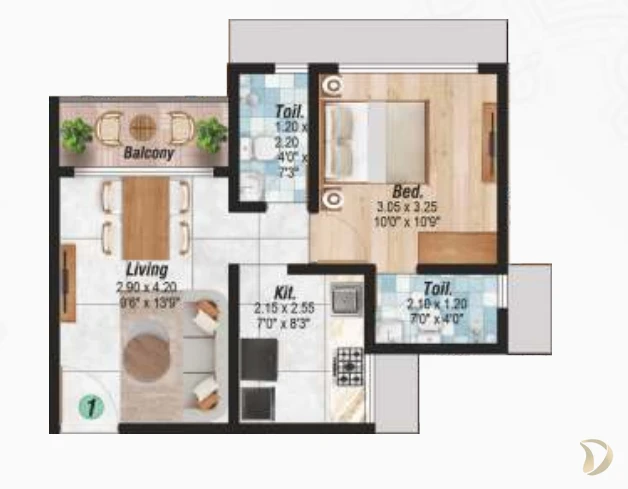 Toil.
1.20 x
2.20
4'0" x
7'3"
Balcony
Bed.
3.05 x 3.25
10'0" x 10'9"
Living
2.90 x 4.20
9'6" x 13'9"
Kit.
2.15 x 2.55
7'0" x 8'3"
Toil.
2.10 x 1.20
7'0" x 4'0"
1